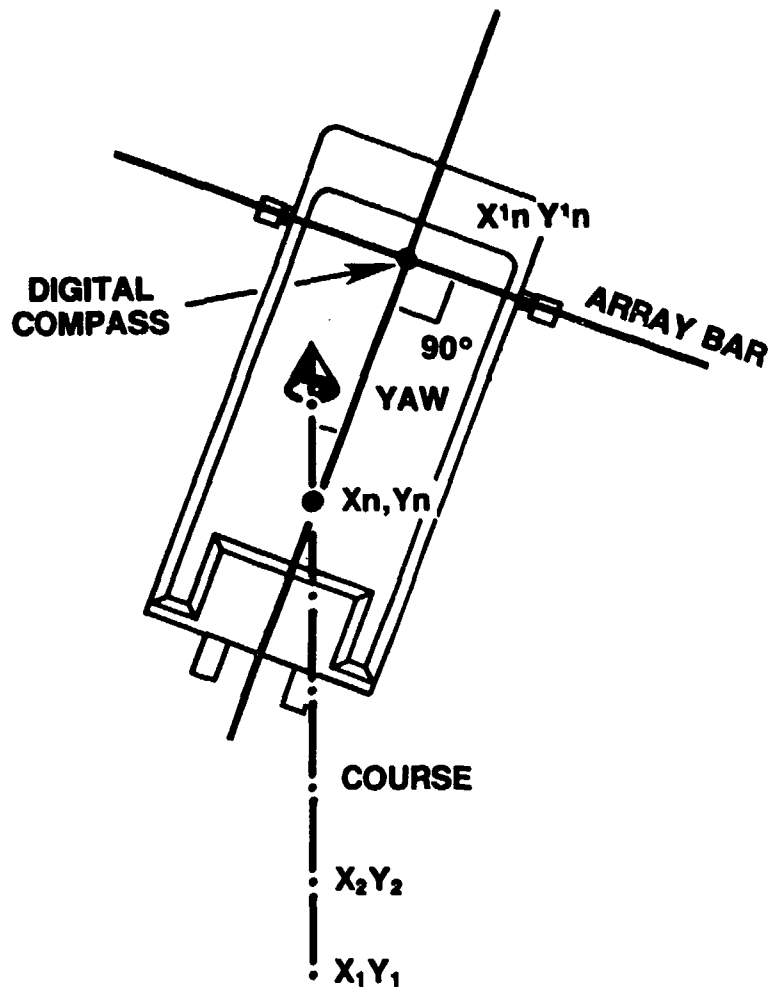 X¹n Y¹n
DIGITAL
COMPASS
ARRAY BAR
90°
YAW
Xn, Yn
COURSE
X₂Y₂
X₁Y₁